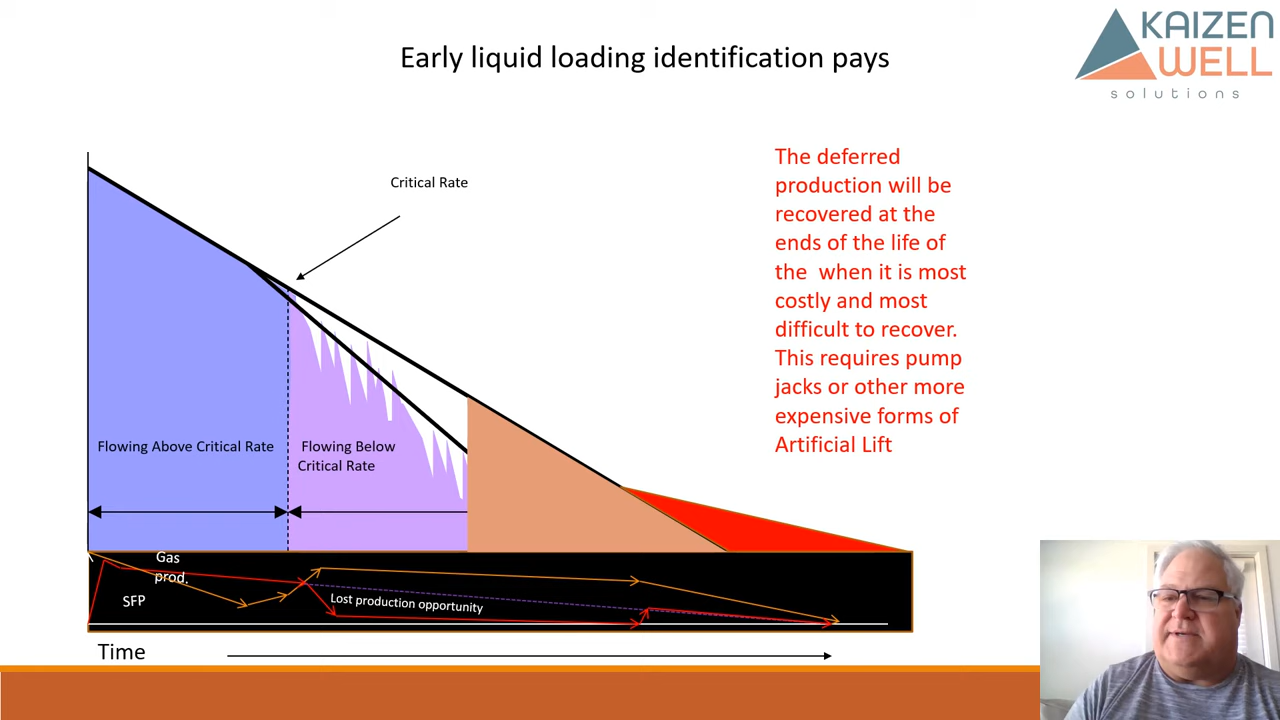 Early liquid loading identification pays
KAIZEN
WELL
solutions
Critical Rate
The deferred
production will be
recovered at the
ends of the life of
the  when it is most
costly and most
difficult to recover.
This requires pump
jacks or other more
expensive forms of
Artificial Lift
Flowing Above Critical Rate
Flowing Below
Critical Rate
Gas
prod.
SFP
Lost production opportunity
Time